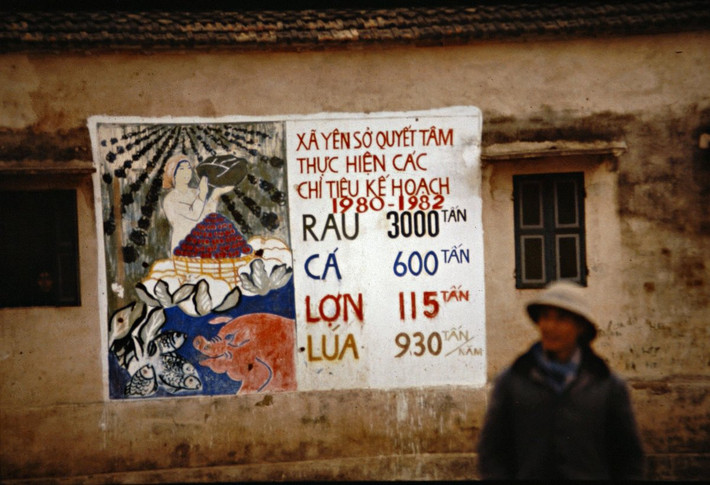 XÃ YÊN SỞ QUYẾT TÂM
THỰC HIỆN CÁC
CHỈ TIÊU KẾ HOẠCH
1980-1982
RAU 3000 TẤN
CÁ 600 TẤN
LỢN 115 TẤN
LÚA 930 TẤN/NĂM